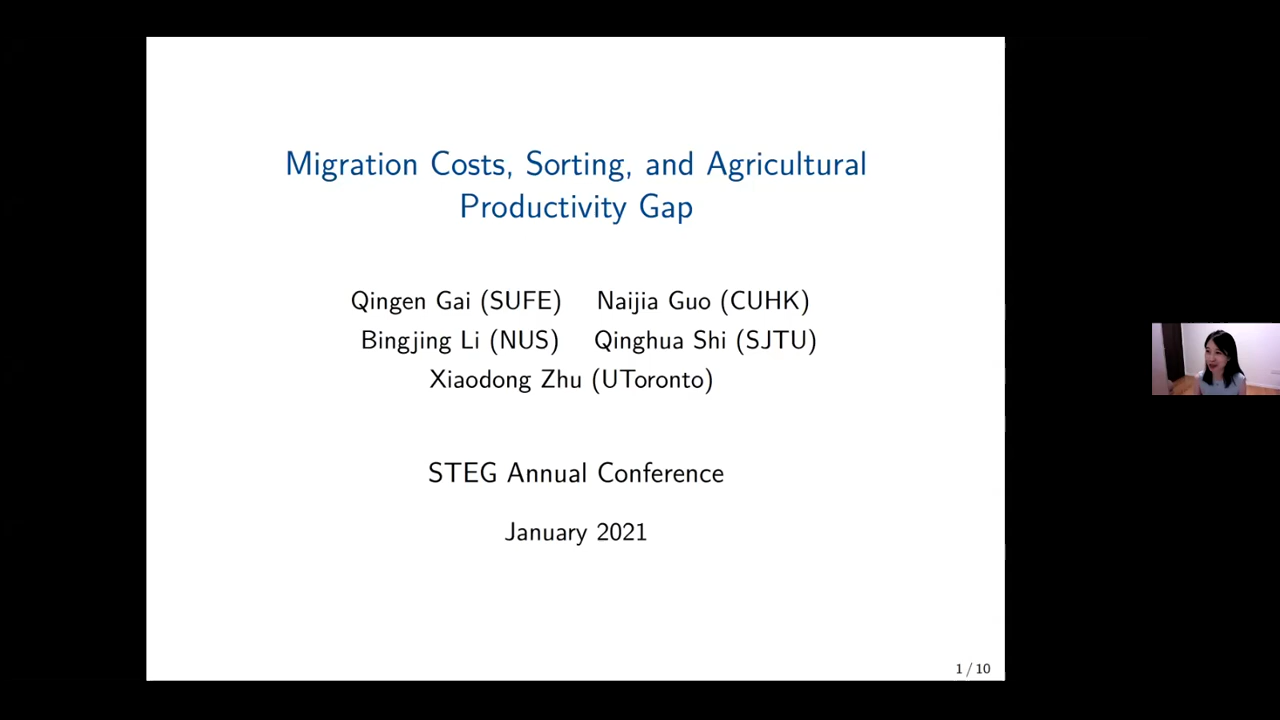 Migration Costs, Sorting, and Agricultural
Productivity Gap
Qingen Gai (SUFE) Naijia Guo (CUHK)
Bingjing Li (NUS) Qinghua Shi (SJTU)
Xiaodong Zhu (UToronto)
STEG Annual Conference
January 2021
1 / 10